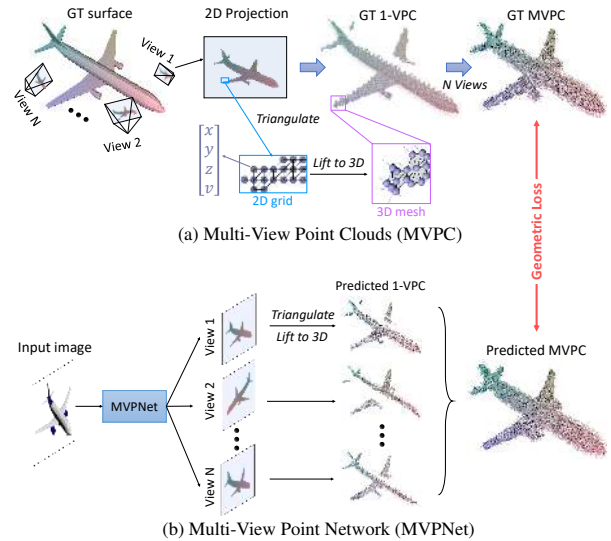 GT surface
2D Projection
GT 1-VPC
GT MVPC
View 1
View N
View 2
N Views
Triangulate
x
y
z
v
Lift to 3D
2D grid
3D mesh
(a) Multi-View Point Clouds (MVPC)
Geometric Loss
Predicted 1-VPC
Input image
View 1
Triangulate
Lift to 3D
Predicted MVPC
MVPNet
View 2
View N
(b) Multi-View Point Network (MVPNet)